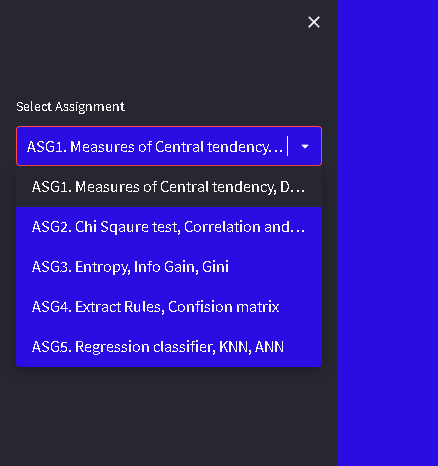 Select Assignment
ASG1. Measures of Central tendency...
ASG1. Measures of Central tendency, D...
ASG2. Chi Sqaure test, Correlation and...
ASG3. Entropy, Info Gain, Gini
ASG4. Extract Rules, Confision matrix
ASG5. Regression classifier, KNN, ANN